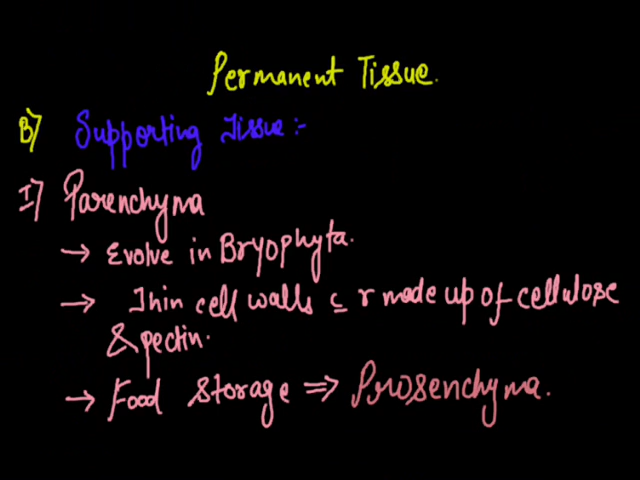 Permanent Tissue.
B) Supporting Tissue :-
I) Parenchyma
→ Evolve in Bryophyta.
→ Thin cell walls c r made up of cellulose
& pectin.
→ Food Storage ⇒ Prosenchyma.